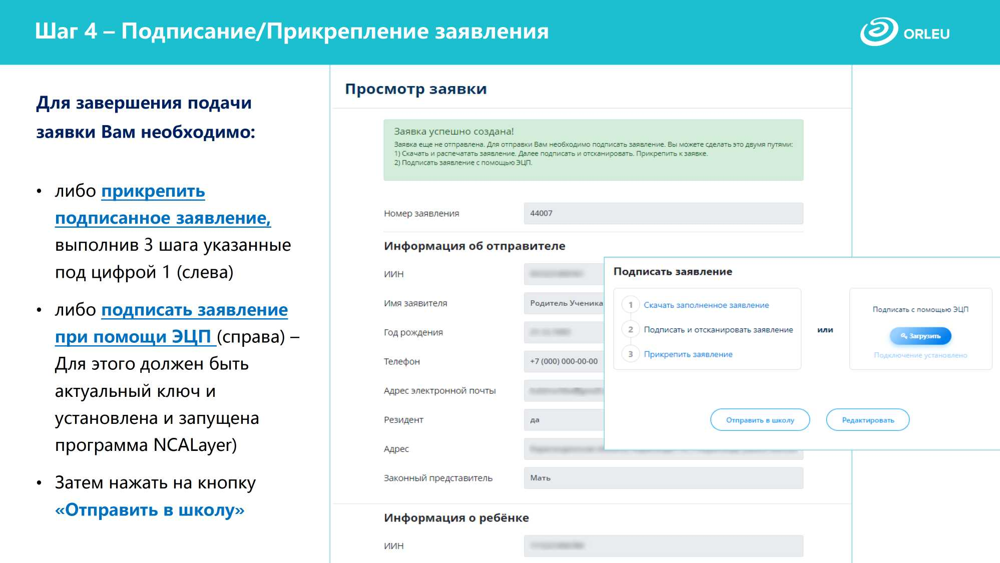 Шаг 4 – Подписание/Прикрепление заявления
ORLEU
Для завершения подачи
заявки Вам необходимо:
• либо прикрепить
подписанное заявление,
выполнив 3 шага указанные
под цифрой 1 (слева)
• либо подписать заявление
при помощи ЭЦП (справа) –
Для этого должен быть
актуальный ключ и
установлена и запущена
программа NCALayer)
• Затем нажать на кнопку
«Отправить в школу»
Просмотр заявки
Заявка успешно создана!
Заявка еще не отправлена. Для отправки Вам необходимо подписать заявление. Вы можете сделать это двумя путями:
1) Скачать и распечатать заявление. Далее подписать и отсканировать. Прикрепить к заявке.
2) Подписать заявление с помощью ЭЦП.
Номер заявления 44007
Информация об отправителе
ИИН
Имя заявителя Родитель Ученика
Год рождения
Телефон +7 (000) 000-00-00
Адрес электронной почты
Резидент да
Адрес
Законный представитель Мать
Информация о ребёнке
ИИН
Подписать заявление
1 Скачать заполненное заявление
2 Подписать и отсканировать заявление
3 Прикрепить заявление
или
Подписать с помощью ЭЦП
Загрузить
Подключение установлено
Отправить в школу
Редактировать